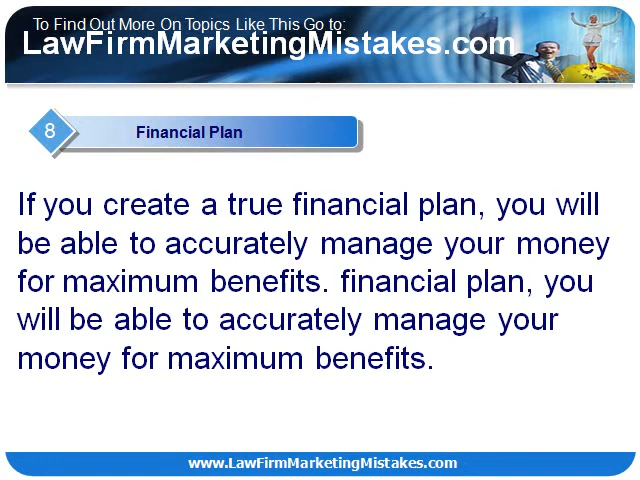 To Find Out More On Topics Like This Go to:
LawFirmMarketingMistakes.com
8
Financial Plan
If you create a true financial plan, you will
be able to accurately manage your money
for maximum benefits. financial plan, you
will be able to accurately manage your
money for maximum benefits.
www.LawFirmMarketingMistakes.com